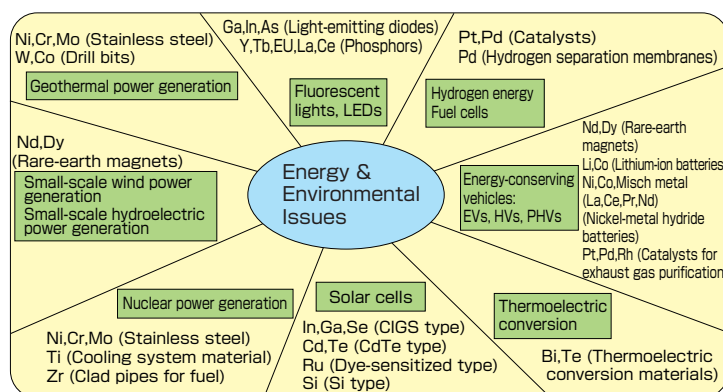 Ni,Cr,Mo (Stainless steel)
W,Co (Drill bits)
Geothermal power generation
Ga,In,As (Light-emitting diodes)
Y,Tb,EU,La,Ce (Phosphors)
Fluorescent
lights, LEDs
Pt,Pd (Catalysts)
Pd (Hydrogen separation membranes)
Hydrogen energy
Fuel cells
Nd,Dy
(Rare-earth magnets)
Small-scale wind power
generation
Small-scale hydroelectric
power generation
Energy &
Environmental
Issues
Energy-conserving
vehicles:
EVs, HVs, PHVs
Nd,Dy (Rare-earth
magnets)
Li,Co (Lithium-ion batteries
Ni,Co,Misch metal
(La,Ce,Pr,Nd)
(Nickel-metal hydride
batteries)
Pt,Pd,Rh (Catalysts for
exhaust gas purification
Nuclear power generation
Ni,Cr,Mo (Stainless steel)
Ti (Cooling system material)
Zr (Clad pipes for fuel)
Solar cells
In,Ga,Se (CIGS type)
Cd,Te (CdTe type)
Ru (Dye-sensitized type)
Si (Si type)
Thermoelectric
conversion
Bi,Te (Thermoelectric
conversion materials)